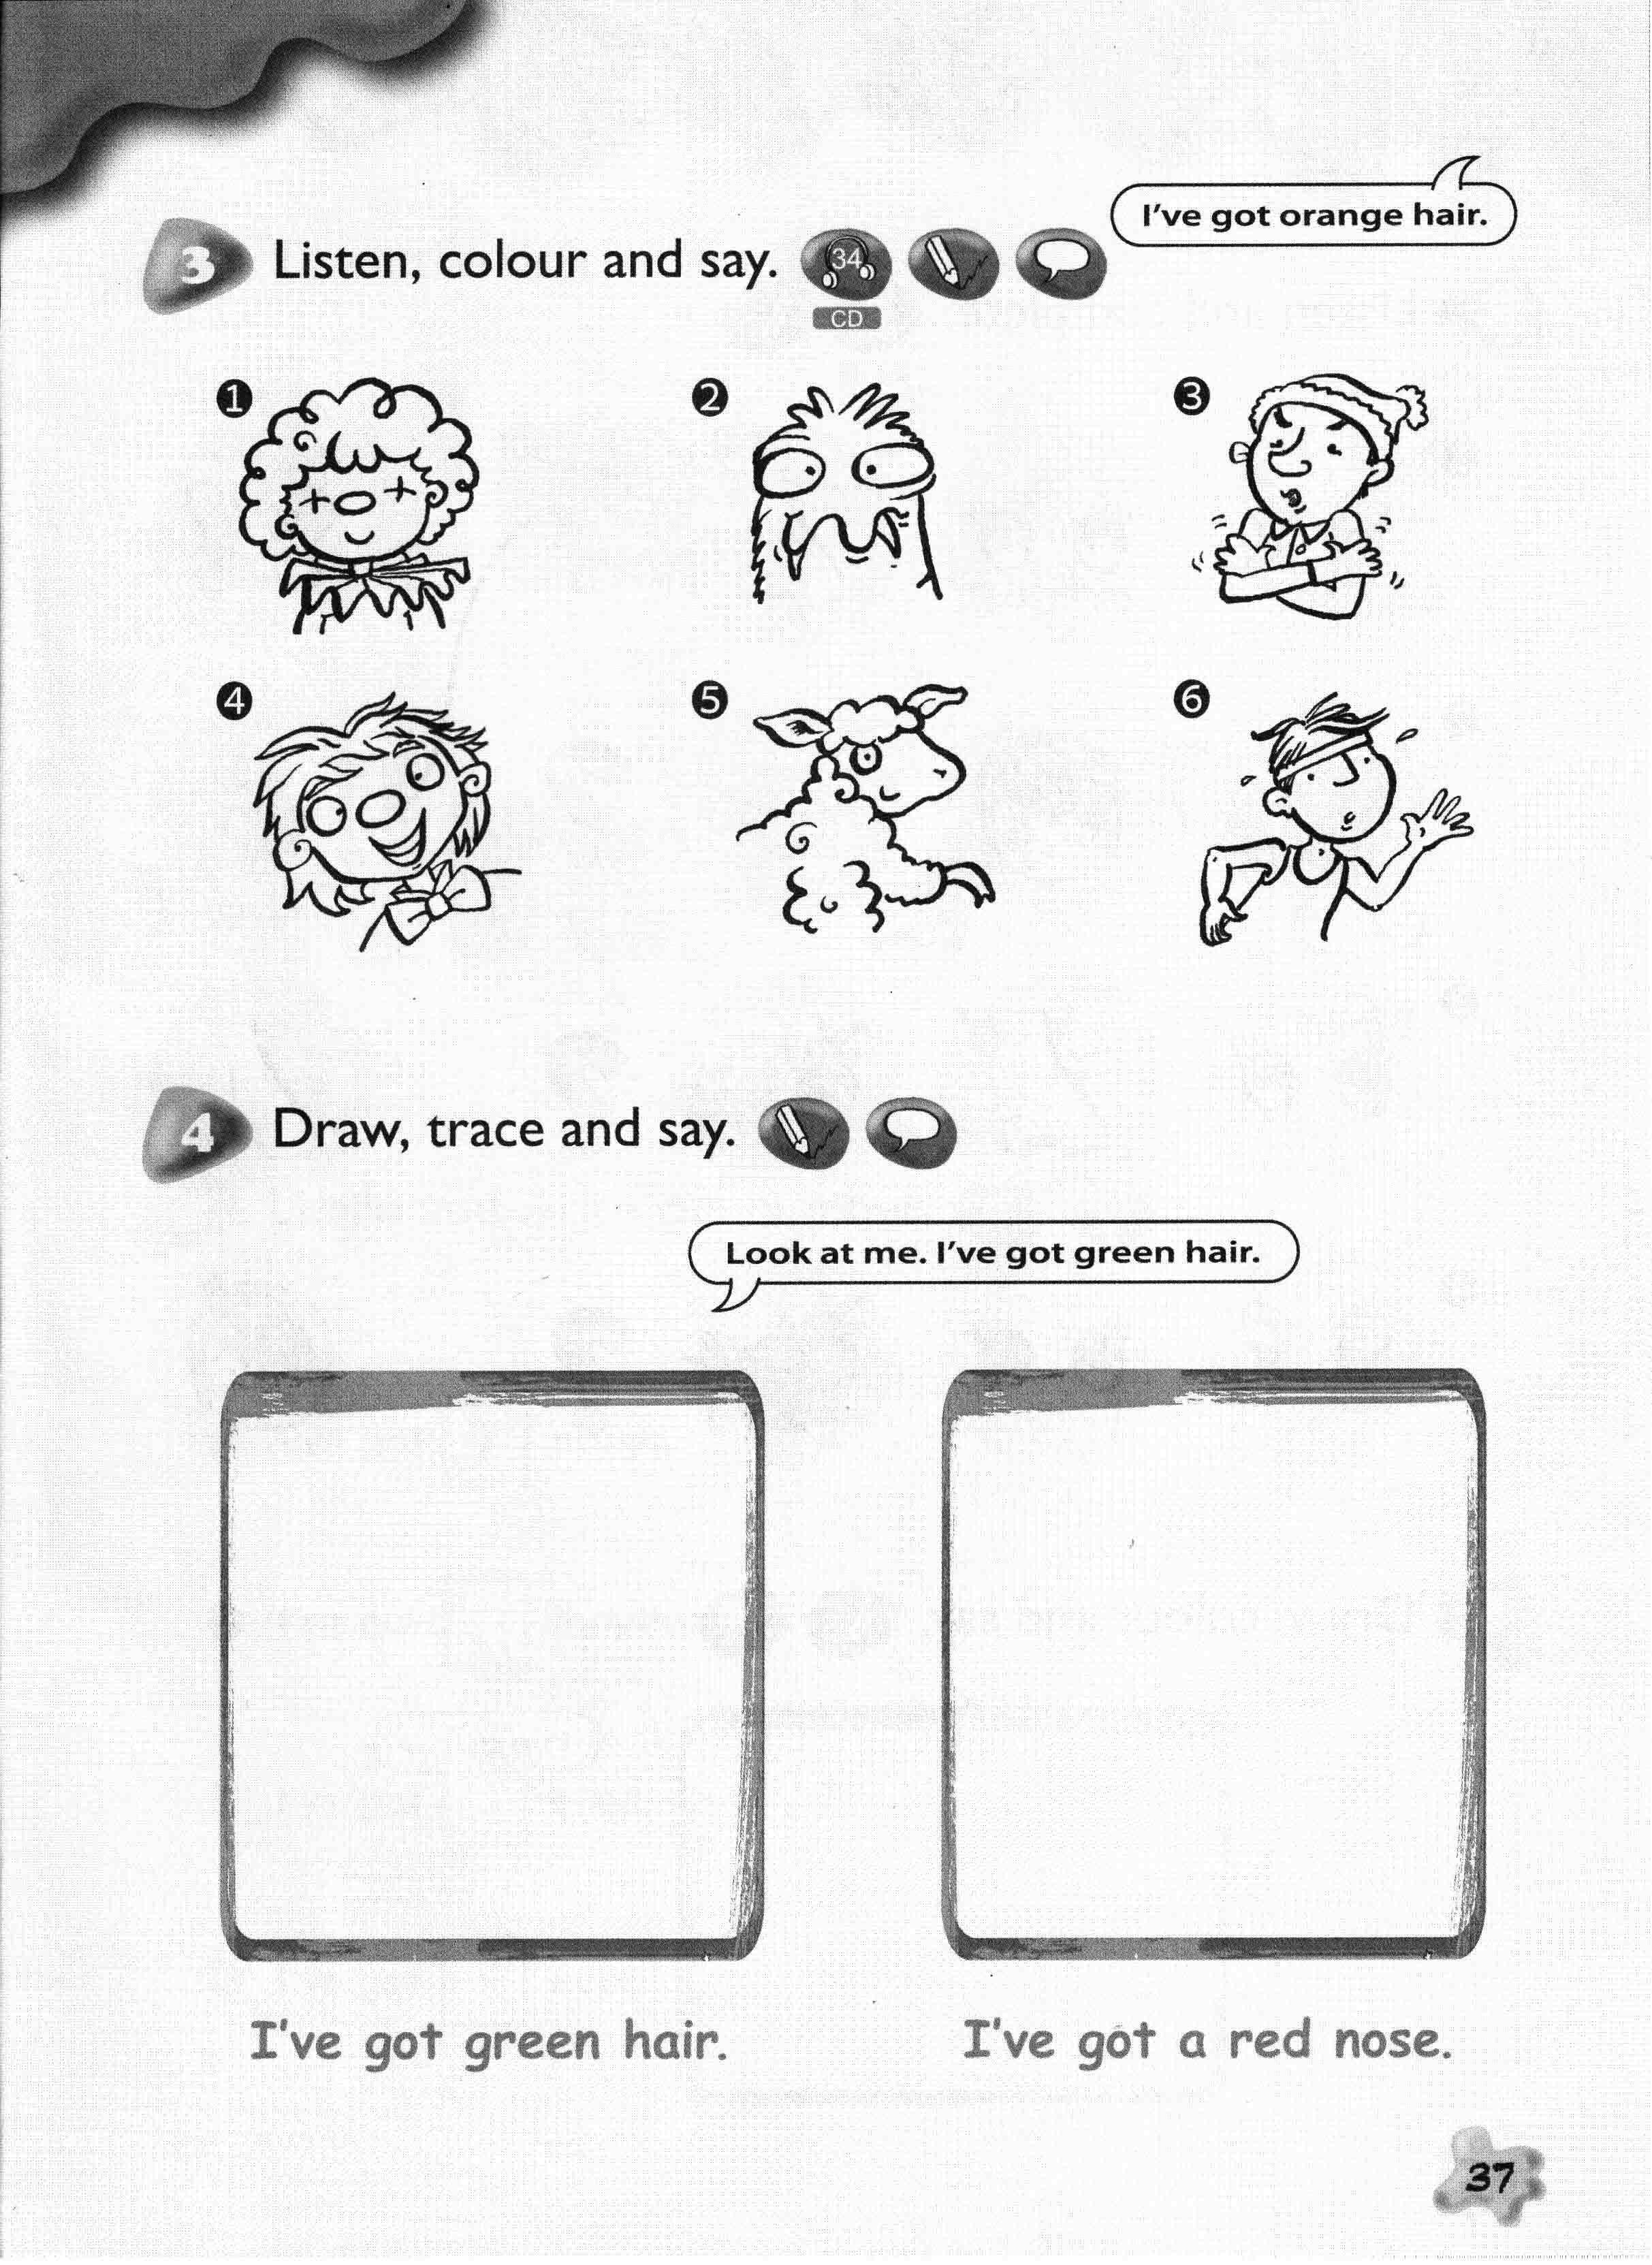 I've got orange hair.
3 Listen, colour and say. 34
CD
1 2 3
4 5 6
4 Draw, trace and say.
Look at me. I've got green hair.
I've got green hair. I've got a red nose.
37